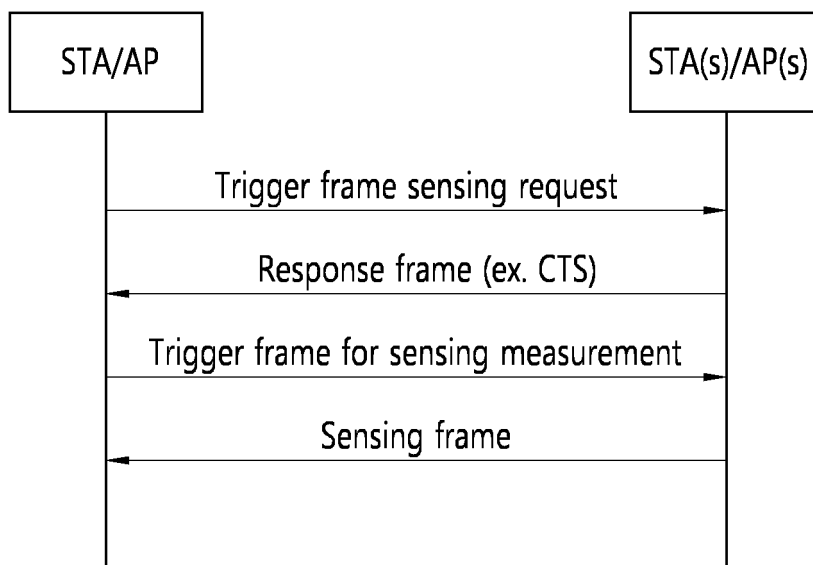 STA/AP
STA(s)/AP(s)
Trigger frame sensing request
Response frame (ex. CTS)
Trigger frame for sensing measurement
Sensing frame